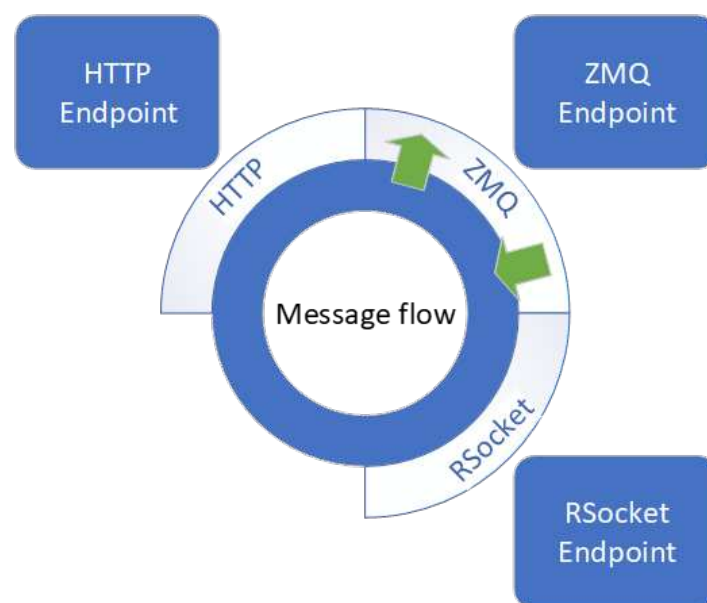 HTTP
Endpoint
ZMQ
Endpoint
HTTP
ZMQ
Message flow
RSocket
RSocket
Endpoint